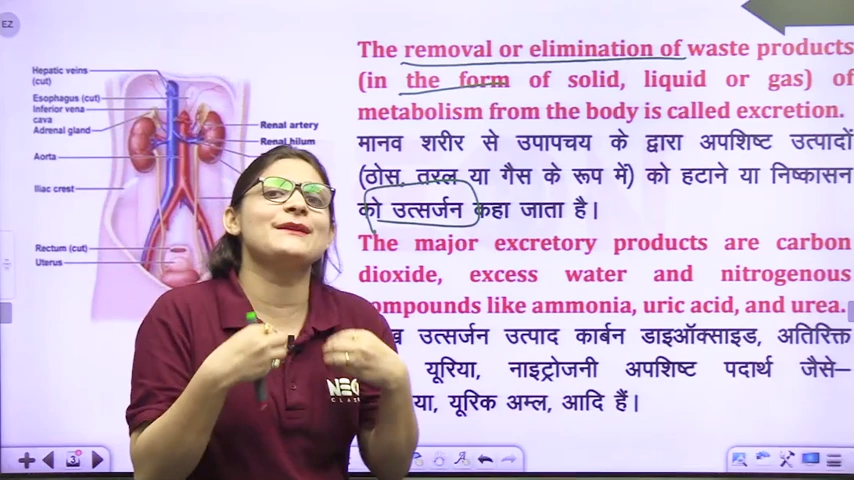 EZ
The removal or elimination of waste products
(in the form of solid, liquid or gas) of
metabolism from the body is called excretion.
मानव शरीर से उपापचय के द्वारा अपशिष्ट उत्पादों
(ठोस, तरल या गैस के रूप में) को हटाने या निष्कासन
को उत्सर्जन कहा जाता है।
The major excretory products are carbon
dioxide, excess water and nitrogenous
compounds like ammonia, uric acid, and urea.
उत्सर्जन उत्पाद कार्बन डाइऑक्साइड, अतिरिक्त
यूरिया, नाइट्रोजनी अपशिष्ट पदार्थ जैसे–
यूरिक अम्ल, आदि हैं।
Hepatic veins
(cut)
Esophagus (cut)
Inferior vena
cava
Adrenal gland
Aorta
Iliac crest
Rectum (cut)
Uterus
Renal artery
Renal hilum
NEO
3